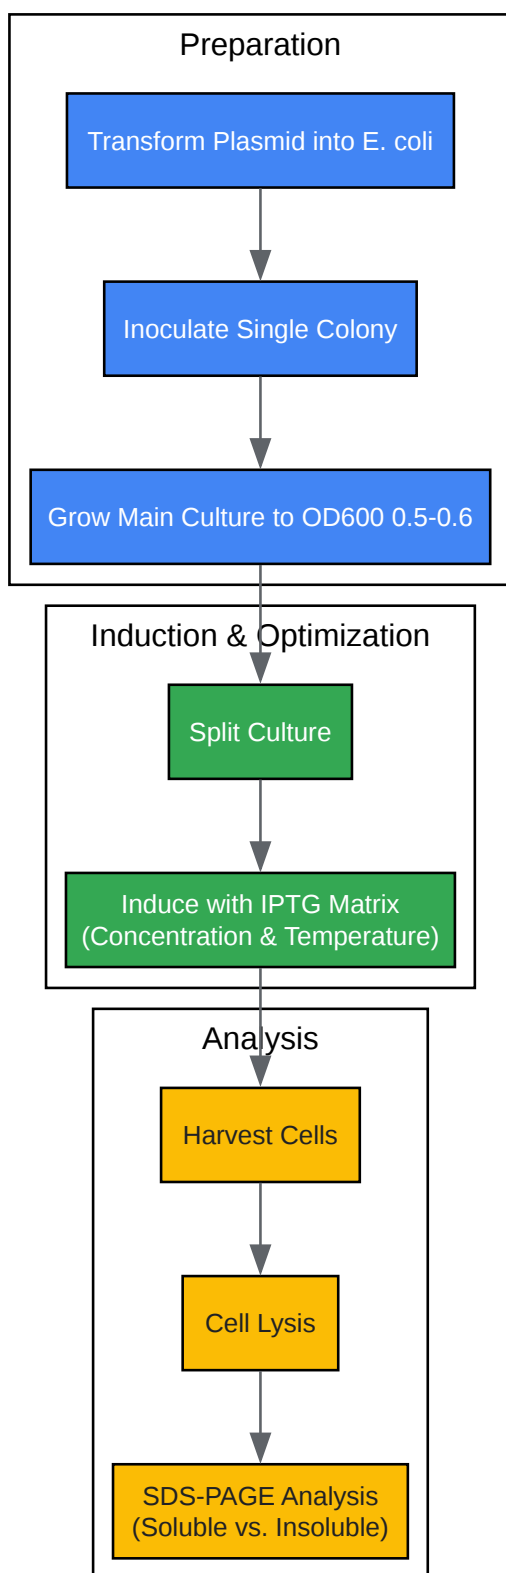 Preparation
Transform Plasmid into E. coli
Inoculate Single Colony
Grow Main Culture to OD600 0.5-0.6
Induction & Optimization
Split Culture
Induce with IPTG Matrix
(Concentration & Temperature)
Analysis
Harvest Cells
Cell Lysis
SDS-PAGE Analysis
(Soluble vs. Insoluble)